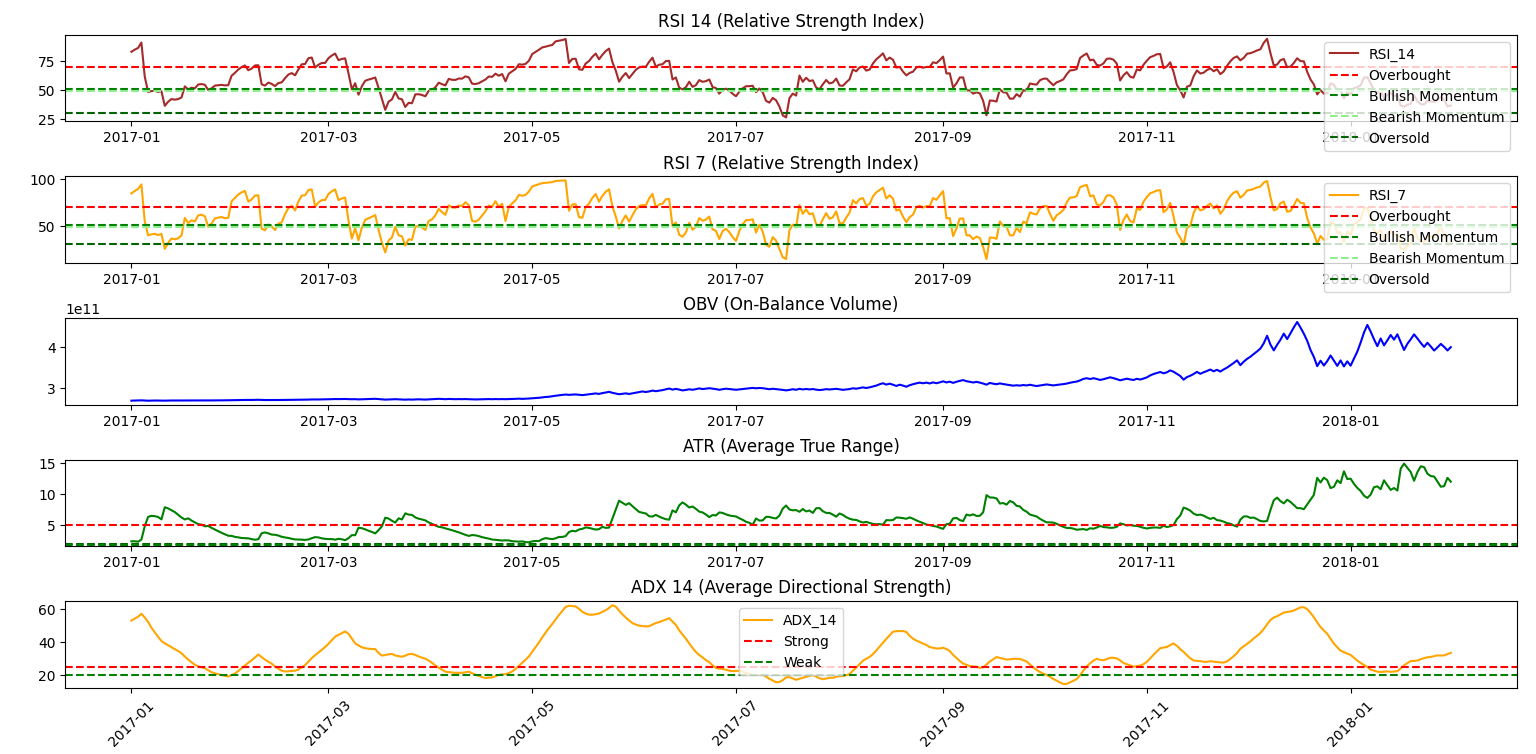 RSI 14 (Relative Strength Index)
75
50
25
RSI_14
Overbought
Bullish Momentum
Bearish Momentum
Oversold
2017-01 2017-03 2017-05 2017-07 2017-09 2017-11 2018-01
RSI 7 (Relative Strength Index)
100
50
RSI_7
Overbought
Bullish Momentum
Bearish Momentum
Oversold
2017-01 2017-03 2017-05 2017-07 2017-09 2017-11 2018-01
OBV (On-Balance Volume)
1e11
4
3
2017-01 2017-03 2017-05 2017-07 2017-09 2017-11 2018-01
ATR (Average True Range)
15
10
5
2017-01 2017-03 2017-05 2017-07 2017-09 2017-11 2018-01
ADX 14 (Average Directional Strength)
60
40
20
ADX_14
Strong
Weak
2017-01 2017-03 2017-05 2017-07 2017-09 2017-11 2018-01